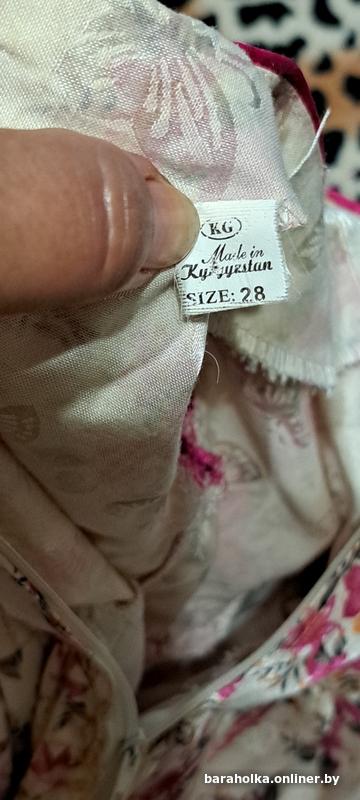 KG
Made in
Kyrgyzstan
SIZE: 28
baraholka.onliner.by